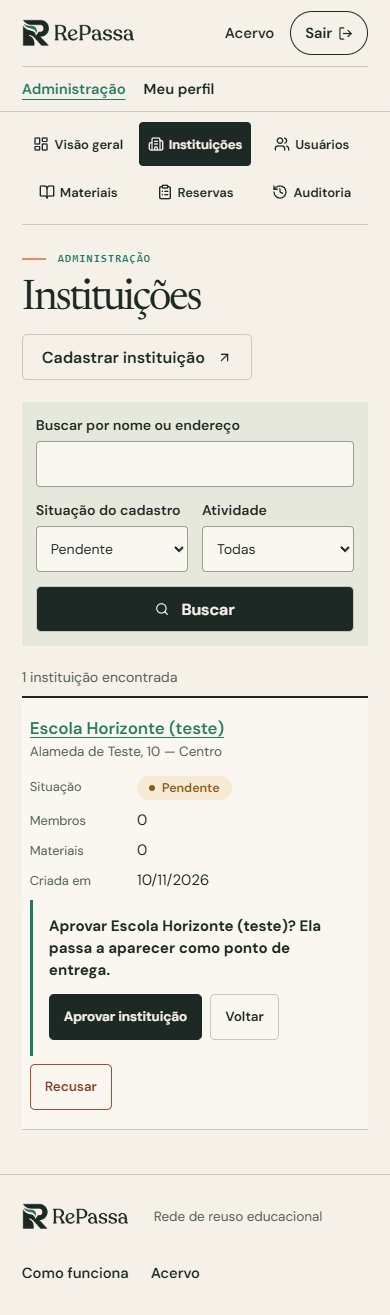 RePassa
Acervo
Sair
Administração
Meu perfil
Visão geral
Instituições
Usuários
Materiais
Reservas
Auditoria
ADMINISTRAÇÃO
Instituições
Cadastrar instituição
Buscar por nome ou endereço
Situação do cadastro
Atividade
Pendente
Todas
Buscar
1 instituição encontrada
Escola Horizonte (teste)
Alameda de Teste, 10 — Centro
Situação
Pendente
Membros
0
Materiais
0
Criada em
10/11/2026
Aprovar Escola Horizonte (teste)? Ela
passa a aparecer como ponto de
entrega.
Aprovar instituição
Voltar
Recusar
RePassa
Rede de reuso educacional
Como funciona
Acervo